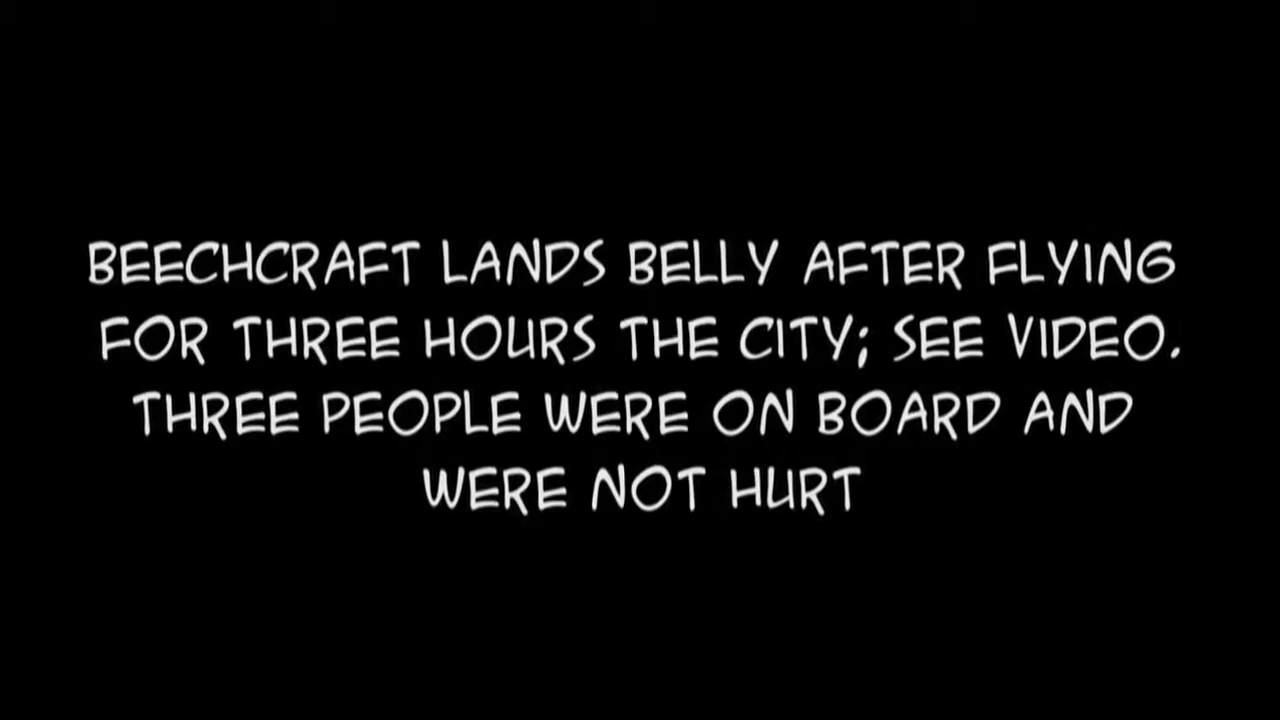 BEECHCRAFT LANDS BELLY AFTER FLYING
FOR THREE HOURS THE CITY; SEE VIDEO.
THREE PEOPLE WERE ON BOARD AND
WERE NOT HURT